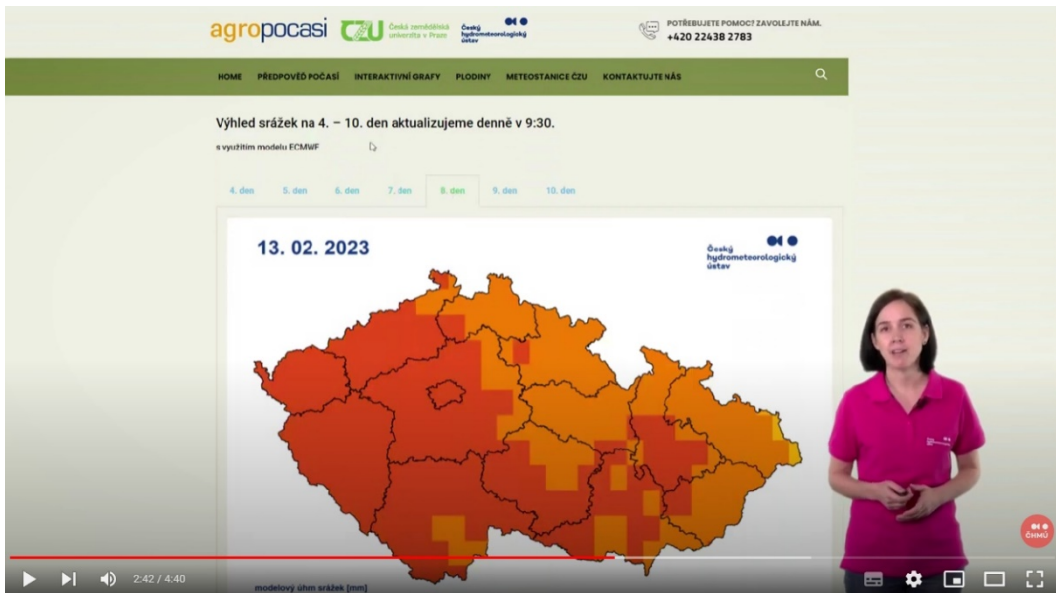 agropocasi
ČZU Česká zemědělská
univerzita v Praze
Český
hydrometeorologický
ústav
POTŘEBUJETE POMOC? ZAVOLEJTE NÁM.
+420 22438 2783
HOME PŘEDPOVĚĎ POČASÍ INTERAKTIVNÍ GRAFY PLODINY METEOSTANICE ČZU KONTAKTUJTE NÁS
Výhled srážek na 4. – 10. den aktualizujeme denně v 9:30.
s využitím modelu ECMWF
4. den 5. den 6. den 7. den 8. den 9. den 10. den
13. 02. 2023
Český
hydrometeorologický
ústav
ČHMÚ
2:42 / 4:40
modelový úhrn srážek [mm]